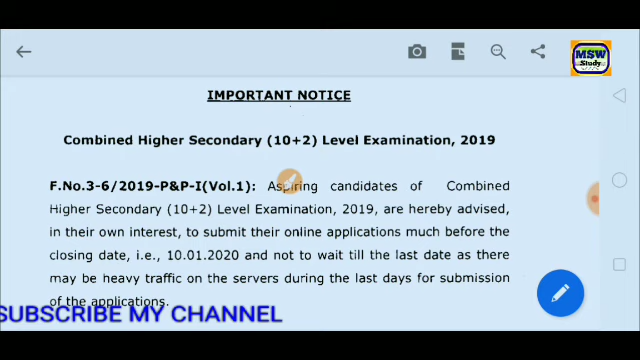 MSW
Study
IMPORTANT NOTICE
Combined Higher Secondary (10+2) Level Examination, 2019
F.No.3-6/2019-P&P-I(Vol.1): Aspiring candidates of Combined
Higher Secondary (10+2) Level Examination, 2019, are hereby advised,
in their own interest, to submit their online applications much before the
closing date, i.e., 10.01.2020 and not to wait till the last date as there
may be heavy traffic on the servers during the last days for submission
of the applications.
SUBSCRIBE MY CHANNEL